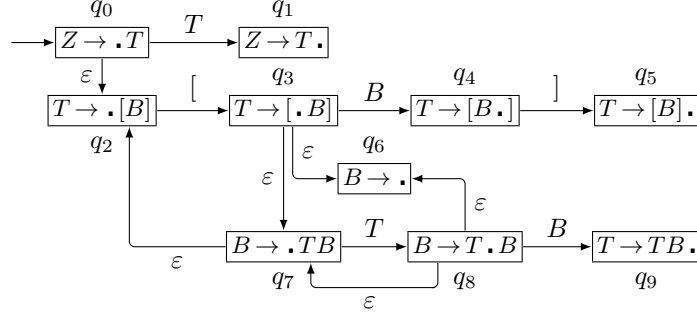 q₀ q₁
Z → . T T Z → T .
ε [ q₃ B q₄ ] q₅
T → . [B] T → [ . B] T → [B . ] T → [B] .
q₂ ε q₆
ε B → .
ε
B → . TB T B → T . B B T → TB .
ε q₇ ε q₈ q₉